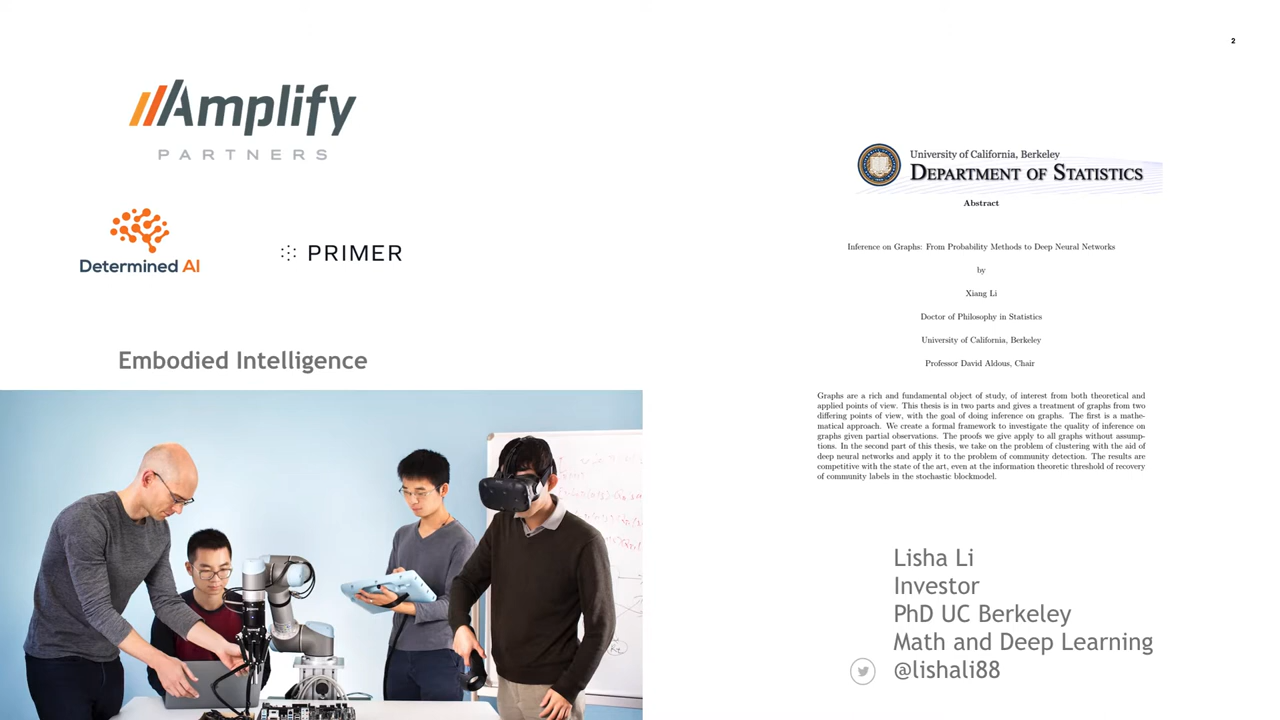 2
Amplify
PARTNERS
Determined AI
PRIMER
Embodied Intelligence
University of California, Berkeley
DEPARTMENT OF STATISTICS
Abstract
Inference on Graphs: From Probability Methods to Deep Neural Networks
by
Xiang Li
Doctor of Philosophy in Statistics
University of California, Berkeley
Professor David Aldous, Chair
Graphs are a rich and fundamental object of study, of interest from both theoretical and
applied points of view. This thesis is in two parts and gives a treatment of graphs from two
differing points of view, with the goal of doing inference on graphs. The first is a mathe-
matical approach. We create a formal framework to investigate the quality of inference on
graphs given partial observations. The proofs we give apply to all graphs without assump-
tions. In the second part of this thesis, we take on the problem of clustering with the aid of
deep neural networks and apply it to the problem of community detection. The results are
competitive with the state of the art, even at the information theoretic threshold of recovery
of community labels in the stochastic blockmodel.
Lisha Li
Investor
PhD UC Berkeley
Math and Deep Learning
@lishali88